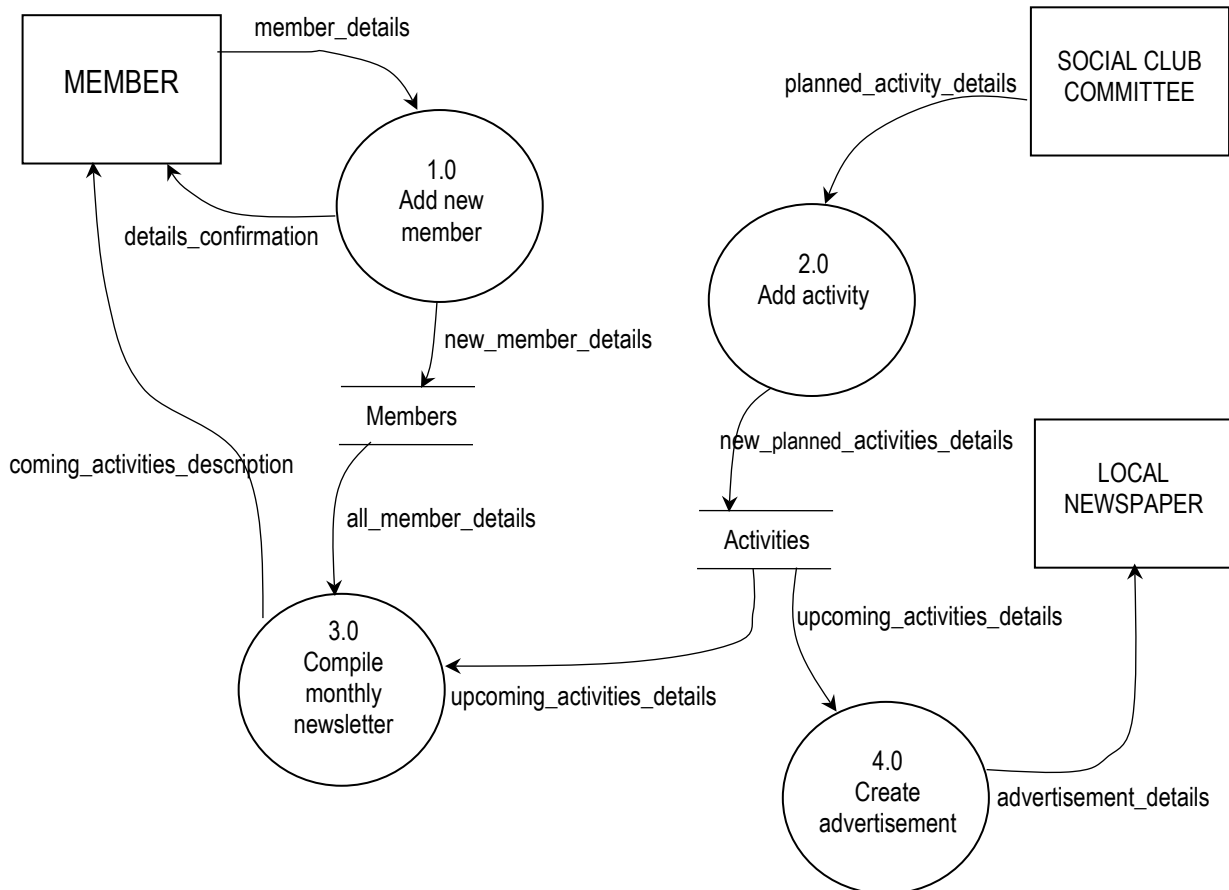 member_details
MEMBER
SOCIAL CLUB
COMMITTEE
planned_activity_details
1.0
Add new
member
details_confirmation
2.0
Add activity
new_member_details
Members
coming_activities_description
new_planned_activities_details
LOCAL
NEWSPAPER
all_member_details
Activities
upcoming_activities_details
3.0
Compile
monthly
newsletter
upcoming_activities_details
4.0
Create
advertisement
advertisement_details